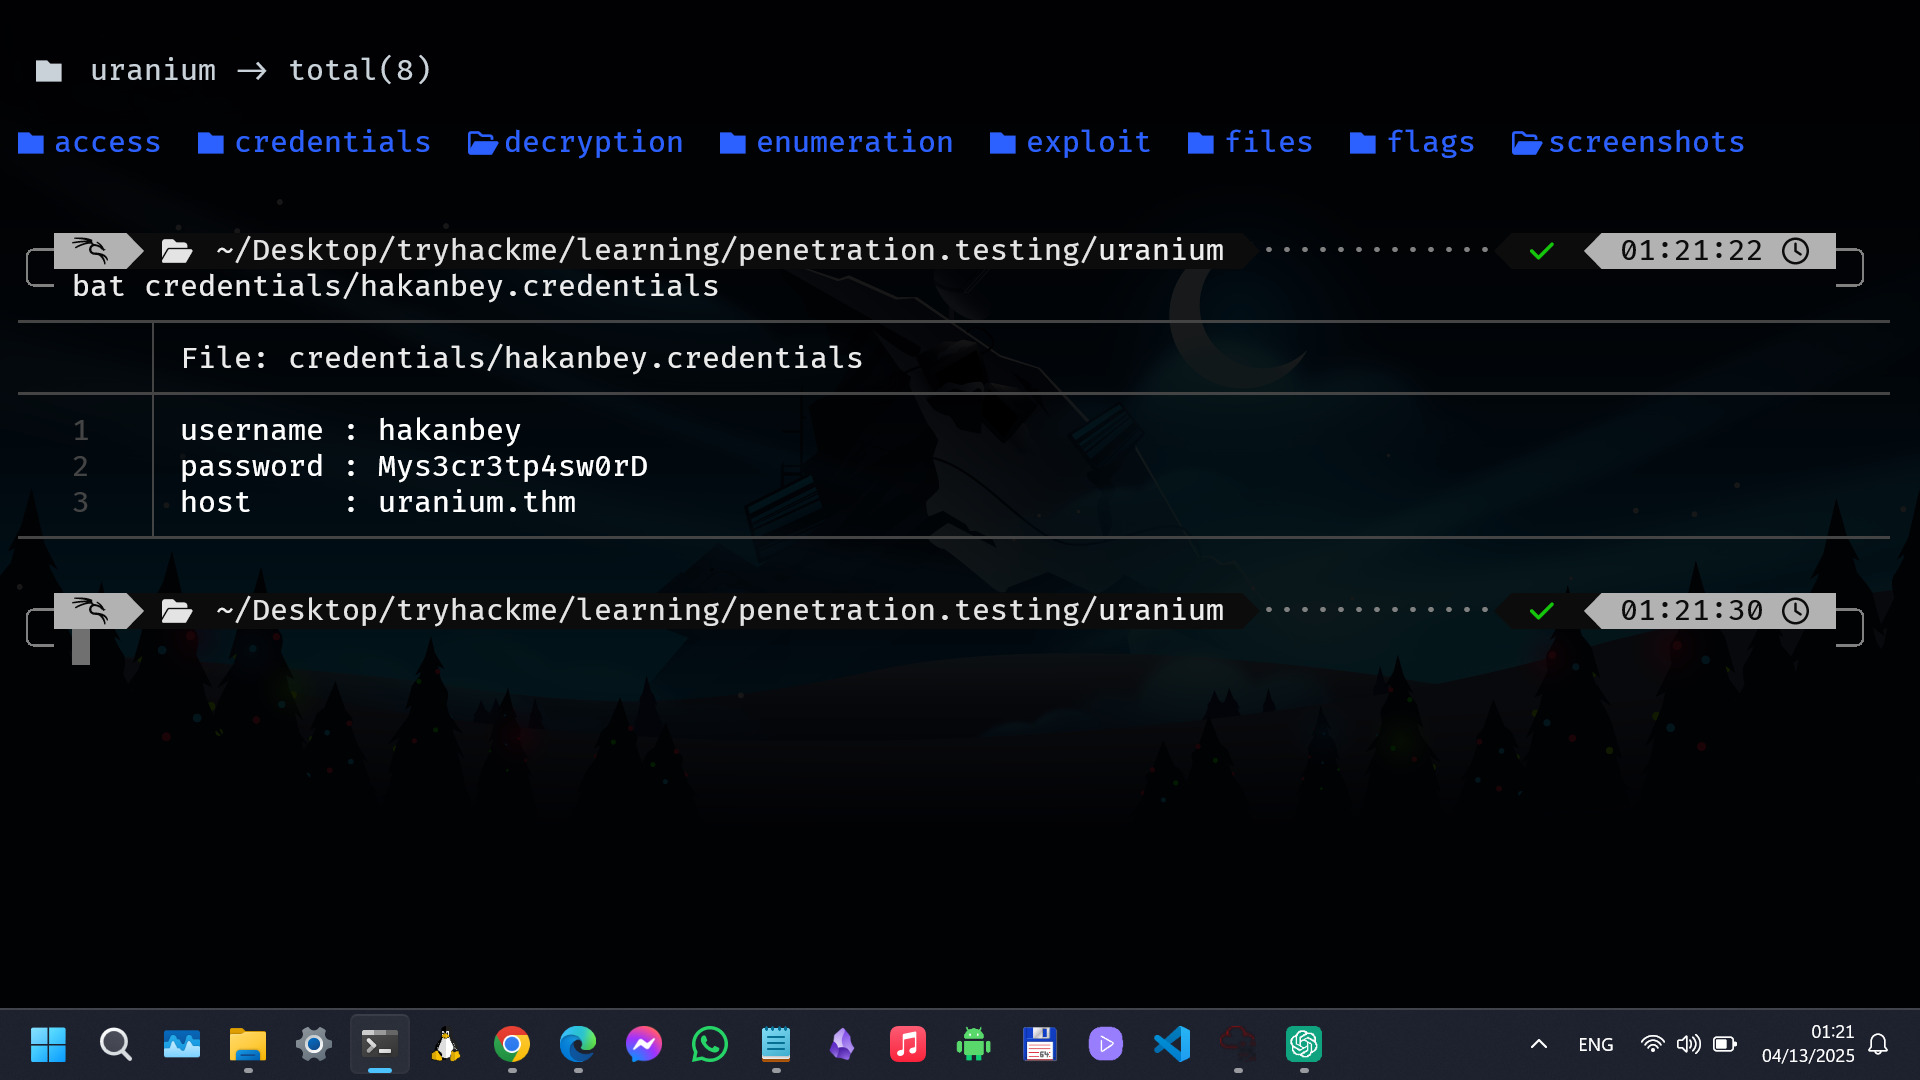 uranium → total(8)
access credentials decryption enumeration exploit files flags screenshots
~/Desktop/tryhackme/learning/penetration.testing/uranium ············· ✓ 01:21:22
bat credentials/hakanbey.credentials
File: credentials/hakanbey.credentials
1 username : hakanbey
2 password : Mys3cr3tp4sw0rD
3 host : uranium.thm
~/Desktop/tryhackme/learning/penetration.testing/uranium ············· ✓ 01:21:30
64
ENG
01:21
04/13/2025